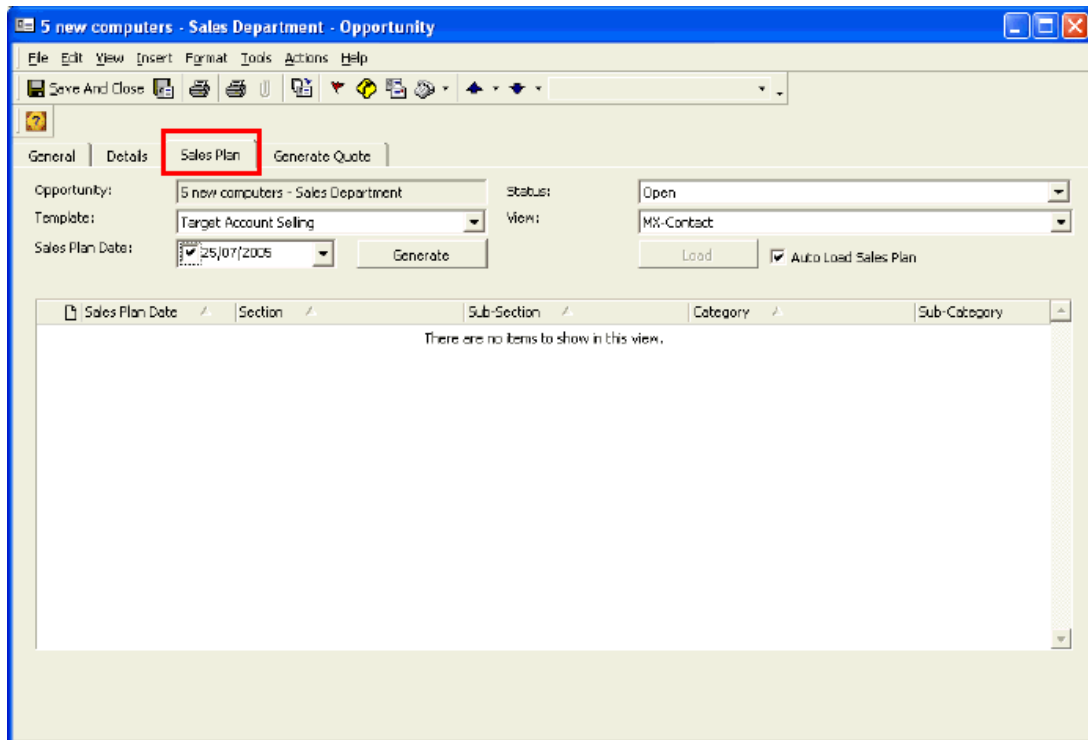 5 new computers - Sales Department - Opportunity
File Edit View Insert Format Tools Actions Help
Save And Close
General Details Sales Plan Generate Quote
Opportunity: 5 new computers - Sales Department Status: Open
Template: Target Account Selling View: MX-Contact
Sales Plan Date: 25/07/2005 Generate Load Auto Load Sales Plan
Sales Plan Date Section Sub-Section Category Sub-Category
There are no items to show in this view.